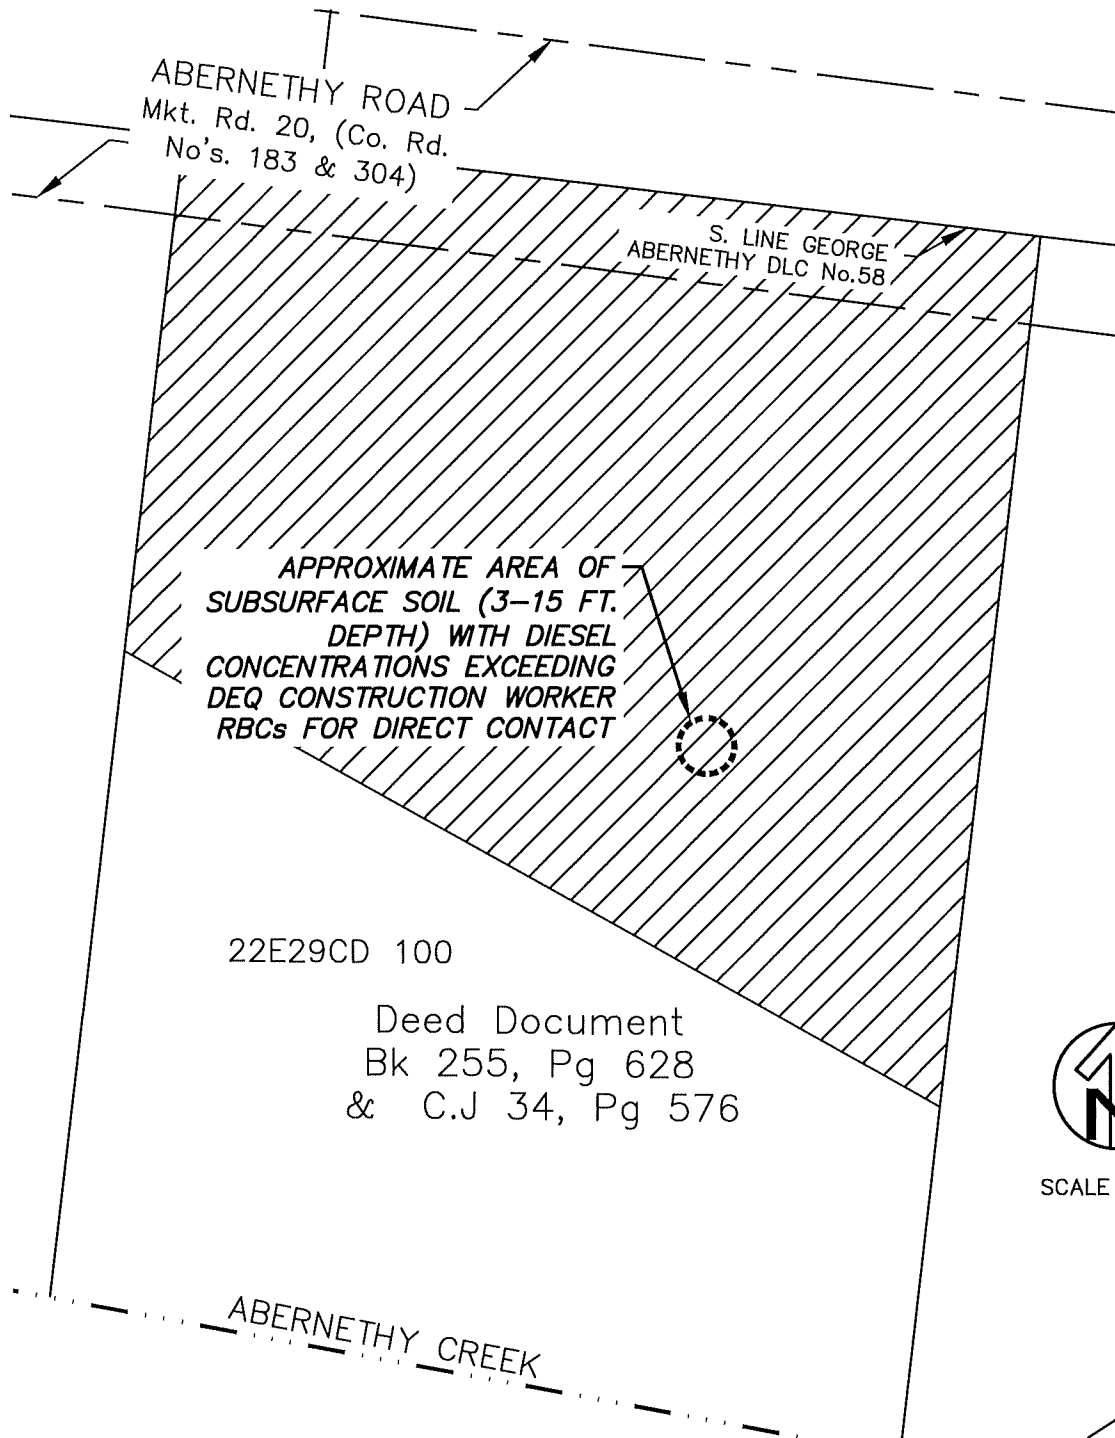 ABERNETHY ROAD
Mkt. Rd. 20, (Co. Rd.
No's. 183 & 304)
S. LINE GEORGE
ABERNETHY DLC No.58
APPROXIMATE AREA OF
SUBSURFACE SOIL (3-15 FT.
DEPTH) WITH DIESEL
CONCENTRATIONS EXCEEDING
DEQ CONSTRUCTION WORKER
RBCs FOR DIRECT CONTACT
22E29CD 100
Deed Document
Bk 255, Pg 628
& C.J 34, Pg 576
N
SCALE
ABERNETHY CREEK